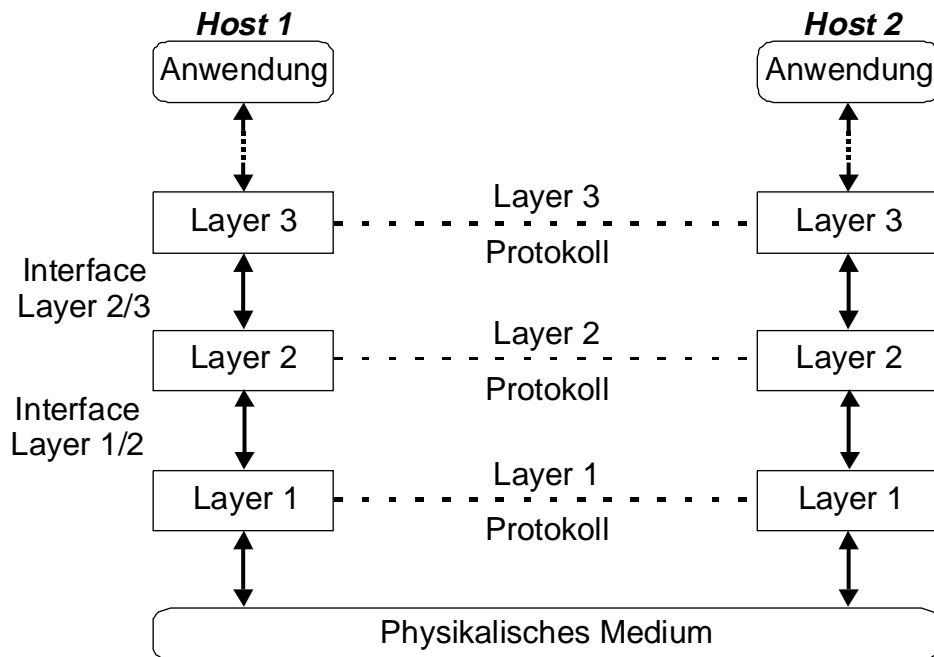 Host 1
Host 2
Anwendung
Anwendung
Layer 3
Layer 3
Protokoll
Layer 3
Interface
Layer 2/3
Layer 2
Layer 2
Protokoll
Layer 2
Interface
Layer 1/2
Layer 1
Layer 1
Protokoll
Layer 1
Physikalisches Medium